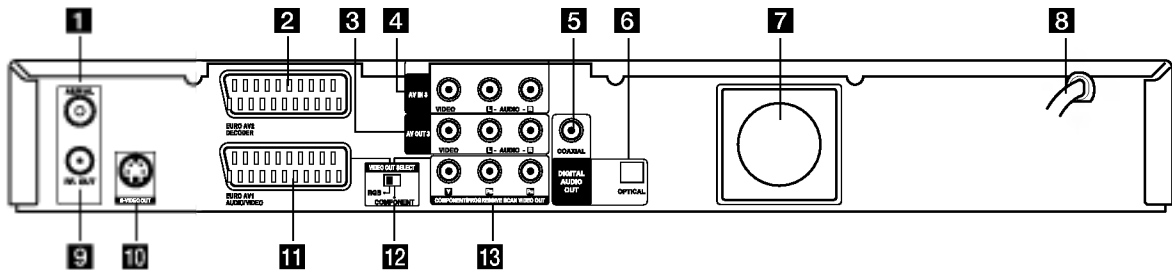 1 2 3 4 5 6 7 8
AERIAL
RF. OUT
S-VIDEO OUT
EURO AV2
DECODER
EURO AV1
AUDIO/VIDEO
AV IN 3
VIDEO L - AUDIO - R
AV OUT 3
VIDEO L - AUDIO - R
VIDEO OUT SELECT
RGB
COMPONENT
Y
COMPONENT/PROGRESSIVE SCAN VIDEO OUT
COAXIAL
DIGITAL
AUDIO
OUT
OPTICAL
9 10 11 12 13